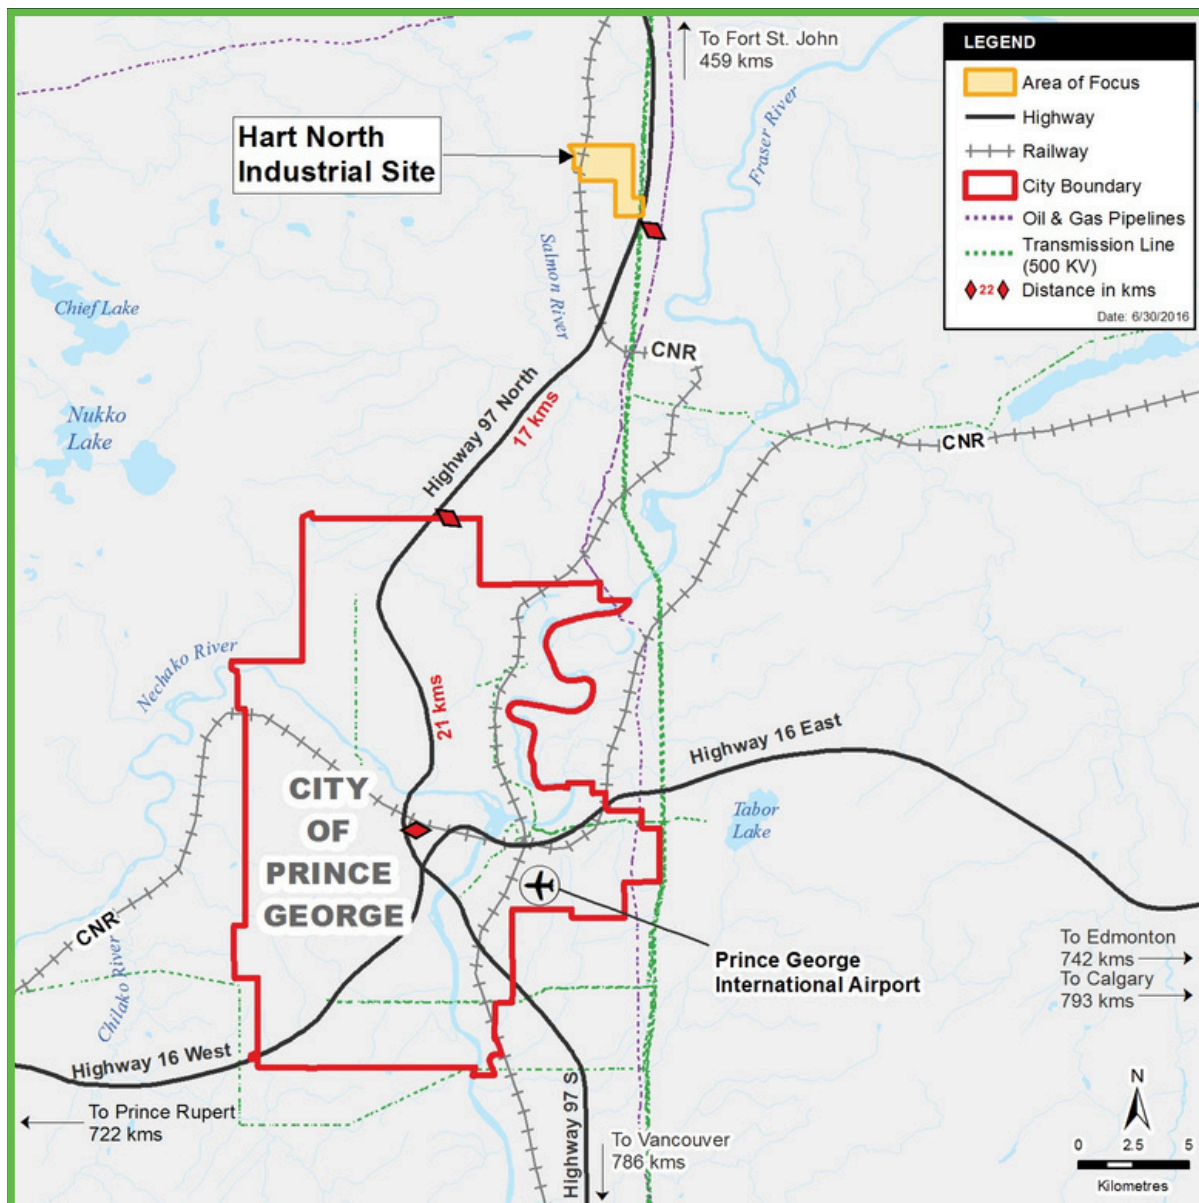 To Fort St. John
459 kms
LEGEND
Area of Focus
Highway
Railway
City Boundary
Oil & Gas Pipelines
Transmission Line
(500 KV)
22
Distance in kms
Date: 6/30/2016
Hart North
Industrial Site
Fraser River
Salmon River
Chief Lake
CNR
Highway 97 North
17 kms
Nukko
Lake
CNR
Nechako River
21 kms
Highway 16 East
CITY
OF
PRINCE
GEORGE
Tabor
Lake
CNR
Chilako River
Prince George
International Airport
To Edmonton
742 kms
To Calgary
793 kms
Highway 16 West
Highway 97 S
To Prince Rupert
722 kms
To Vancouver
786 kms
N
0 2.5 5
Kilometres